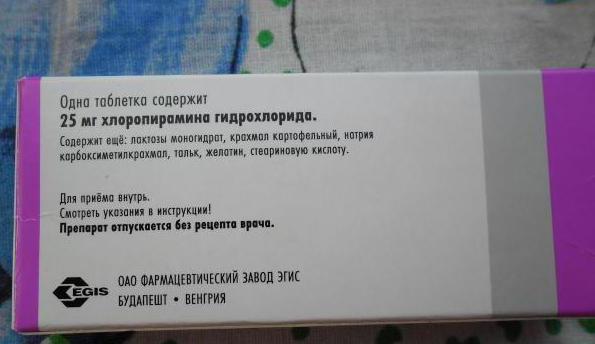 Одна таблетка содержит
25 мг хлоропирамина гидрохлорида.
Содержит ещё: лактозы моногидрат, крахмал картофельный, натрия
карбоксиметилкрахмал, тальк, желатин, стеариновую кислоту.
Для приёма внутрь.
Смотреть указания в инструкции!
Препарат отпускается без рецепта врача.
EGIS
ОАО ФАРМАЦЕВТИЧЕСКИЙ ЗАВОД ЭГИС
БУДАПЕШТ • ВЕНГРИЯ